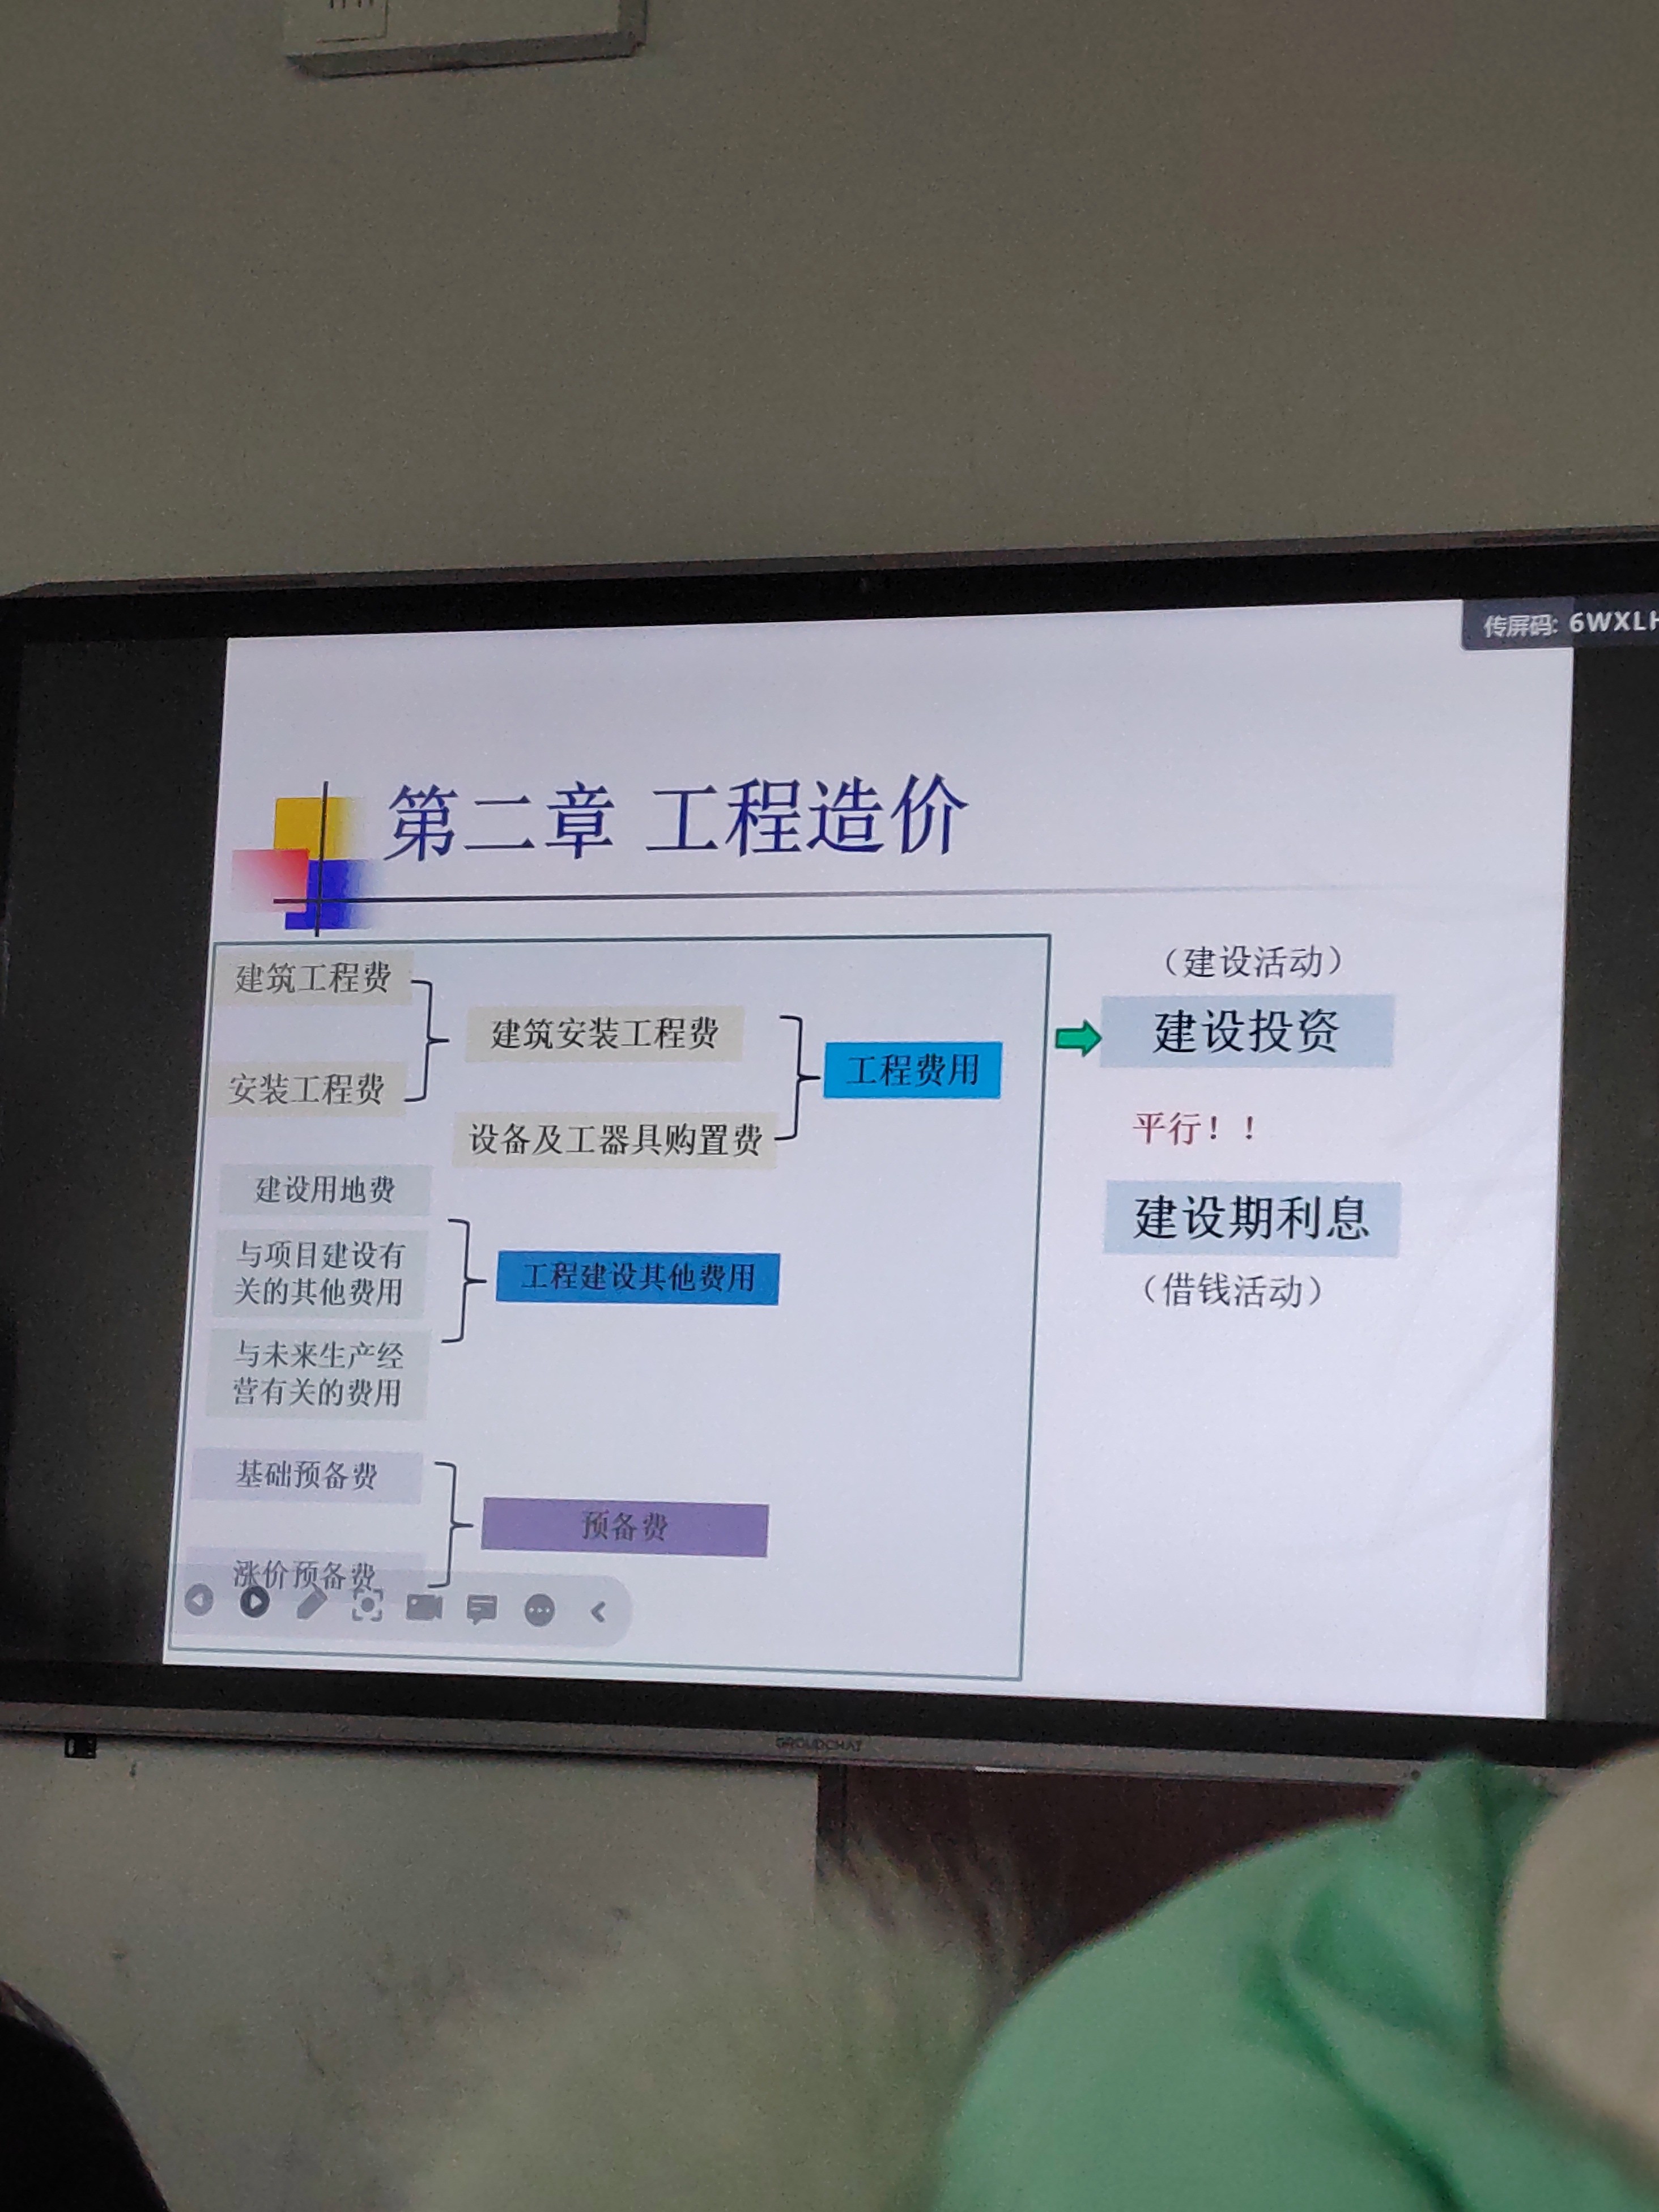 传屏码: 6WXLH
第二章 工程造价
建筑工程费
安装工程费
建筑安装工程费
设备及工器具购置费
工程费用
建设用地费
与项目建设有
关的其他费用
与未来生产经
营有关的费用
工程建设其他费用
基础预备费
涨价预备费
预备费
（建设活动）
建设投资
平行！！
建设期利息
（借钱活动）